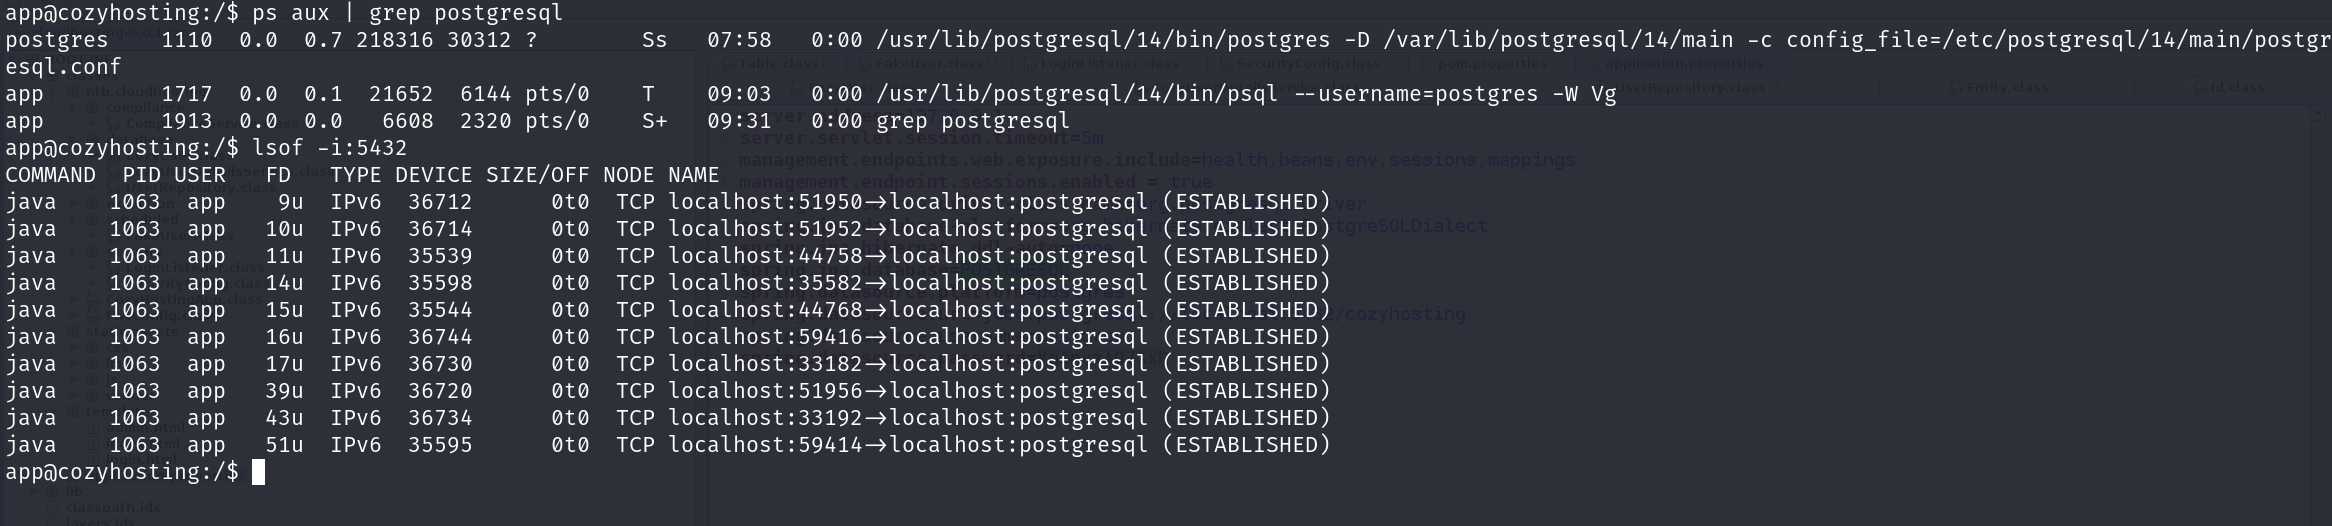 app@cozyhosting:/$ ps aux | grep postgresql
postgres    1110  0.0  0.7 218316 30312 ?        Ss   07:58   0:00 /usr/lib/postgresql/14/bin/postgres -D /var/lib/postgresql/14/main -c config_file=/etc/postgresql/14/main/postgr
esql.conf
app         1717  0.0  0.1  21652  6144 pts/0    T    09:03   0:00 /usr/lib/postgresql/14/bin/psql --username=postgres -W Vg
app         1913  0.0  0.0   6608  2320 pts/0    S+   09:31   0:00 grep postgresql
app@cozyhosting:/$ lsof -i:5432
COMMAND  PID USER   FD   TYPE DEVICE SIZE/OFF NODE NAME
java    1063  app    9u  IPv6  36712      0t0  TCP localhost:51950->localhost:postgresql (ESTABLISHED)
java    1063  app   10u  IPv6  36714      0t0  TCP localhost:51952->localhost:postgresql (ESTABLISHED)
java    1063  app   11u  IPv6  35539      0t0  TCP localhost:44758->localhost:postgresql (ESTABLISHED)
java    1063  app   14u  IPv6  35598      0t0  TCP localhost:35582->localhost:postgresql (ESTABLISHED)
java    1063  app   15u  IPv6  35544      0t0  TCP localhost:44768->localhost:postgresql (ESTABLISHED)
java    1063  app   16u  IPv6  36744      0t0  TCP localhost:59416->localhost:postgresql (ESTABLISHED)
java    1063  app   17u  IPv6  36730      0t0  TCP localhost:33182->localhost:postgresql (ESTABLISHED)
java    1063  app   39u  IPv6  36720      0t0  TCP localhost:51956->localhost:postgresql (ESTABLISHED)
java    1063  app   43u  IPv6  36734      0t0  TCP localhost:33192->localhost:postgresql (ESTABLISHED)
java    1063  app   51u  IPv6  35595      0t0  TCP localhost:59414->localhost:postgresql (ESTABLISHED)
app@cozyhosting:/$